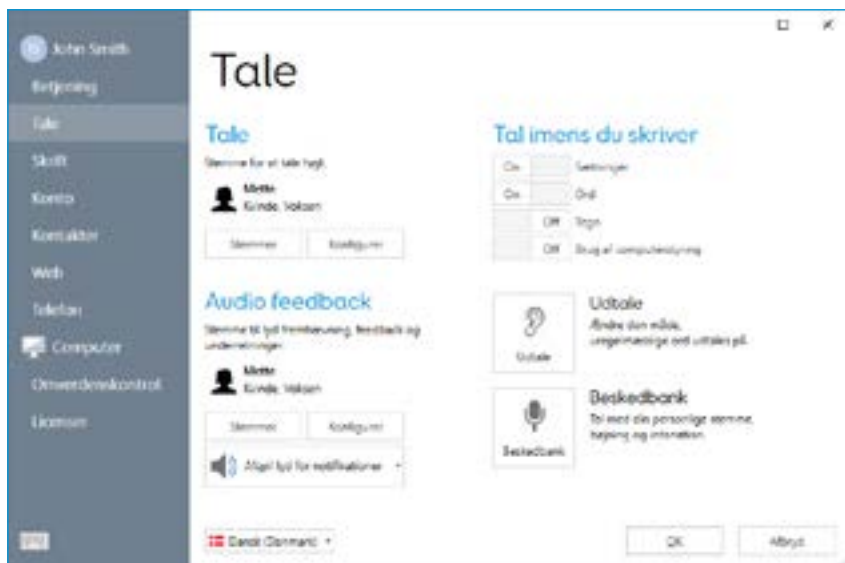 John Smith
Betjening
Tale
Skrift
Konto
Kontakter
Web
Telefon
Computer
Omverdenskontrol
Licenser
Tale
Tale
Stemme for at tale højt.
Mette
Kvinde, Voksen
Stemmer
Konfigurer
Audio feedback
Stemme til lyd fremhævning, feedback og
underretninger.
Mette
Kvinde, Voksen
Stemmer
Konfigurer
Afspil lyd for notifikationer
Dansk (Danmark)
Tal imens du skriver
On Sætninger
On Ord
Off Tegn
Off Brug af computerstyring
Udtale
Udtale
Ændre den måde,
uregelmæssige ord udtales på.
Beskedbank
Beskedbank
Tal med din personlige stemme,
højning og intonation.
OK
Afbryd